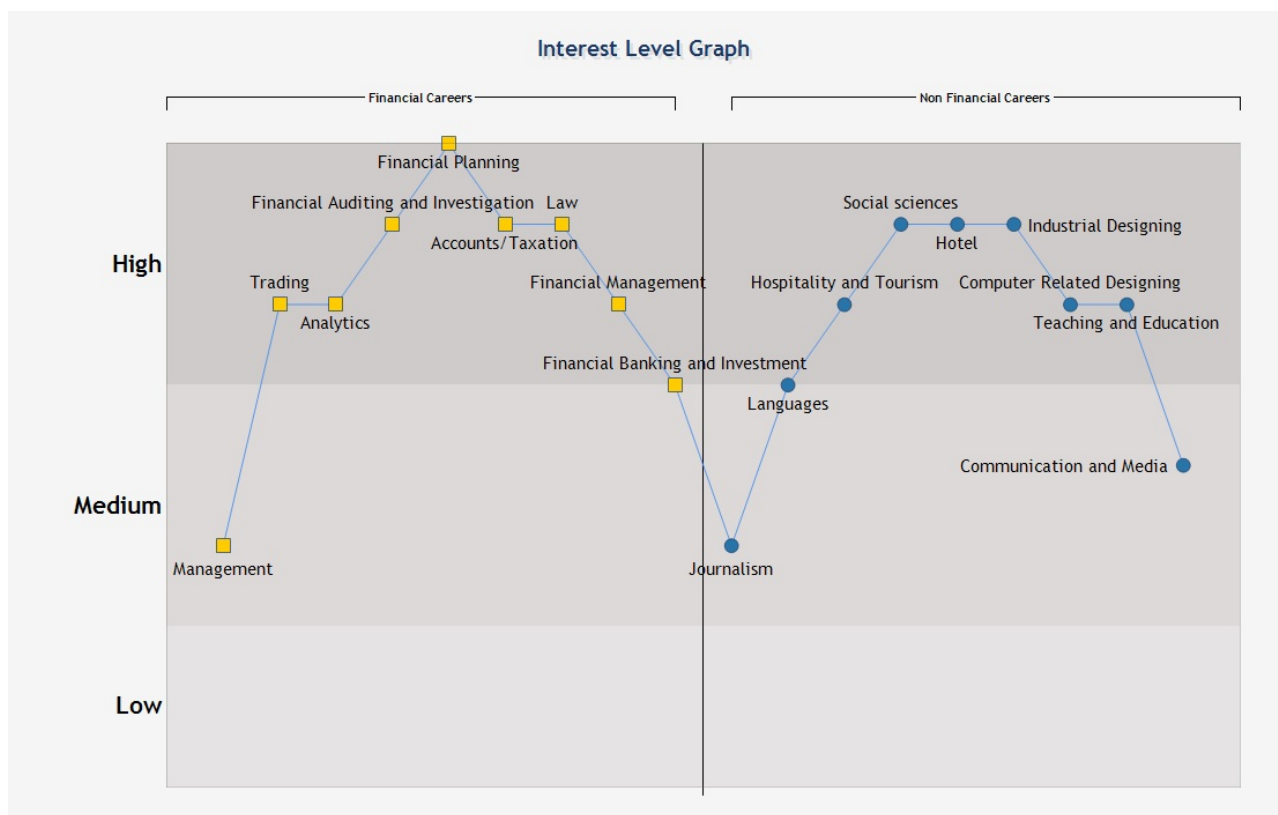 Interest Level Graph
Financial Careers
Non Financial Careers
Financial Planning
Financial Auditing and Investigation
Law
Social sciences
Industrial Designing
Accounts/Taxation
Hotel
High
Trading
Financial Management
Hospitality and Tourism
Computer Related Designing
Analytics
Teaching and Education
Financial Banking and Investment
Languages
Communication and Media
Medium
Management
Journalism
Low